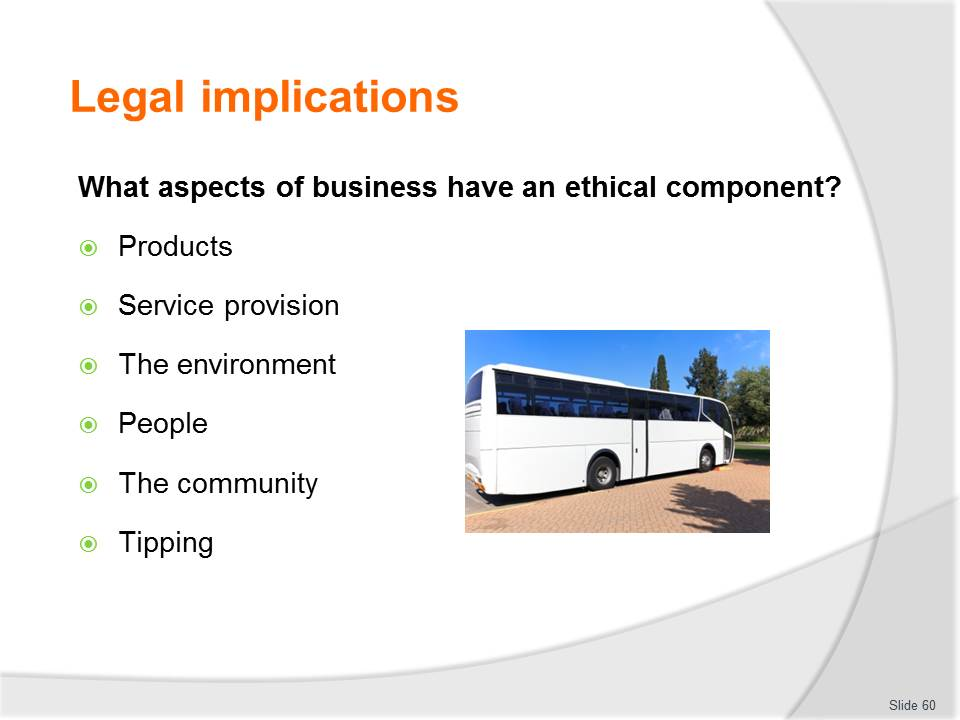 Legal implications
What aspects of business have an ethical component?
Products
Service provision
The environment
People
The community
Tipping
Slide 60